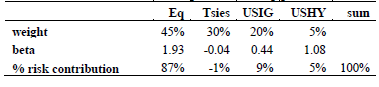 Eq Tsies USIG USHY sum
weight 45% 30% 20% 5%
beta 1.93 -0.04 0.44 1.08
% risk contribution 87% -1% 9% 5% 100%